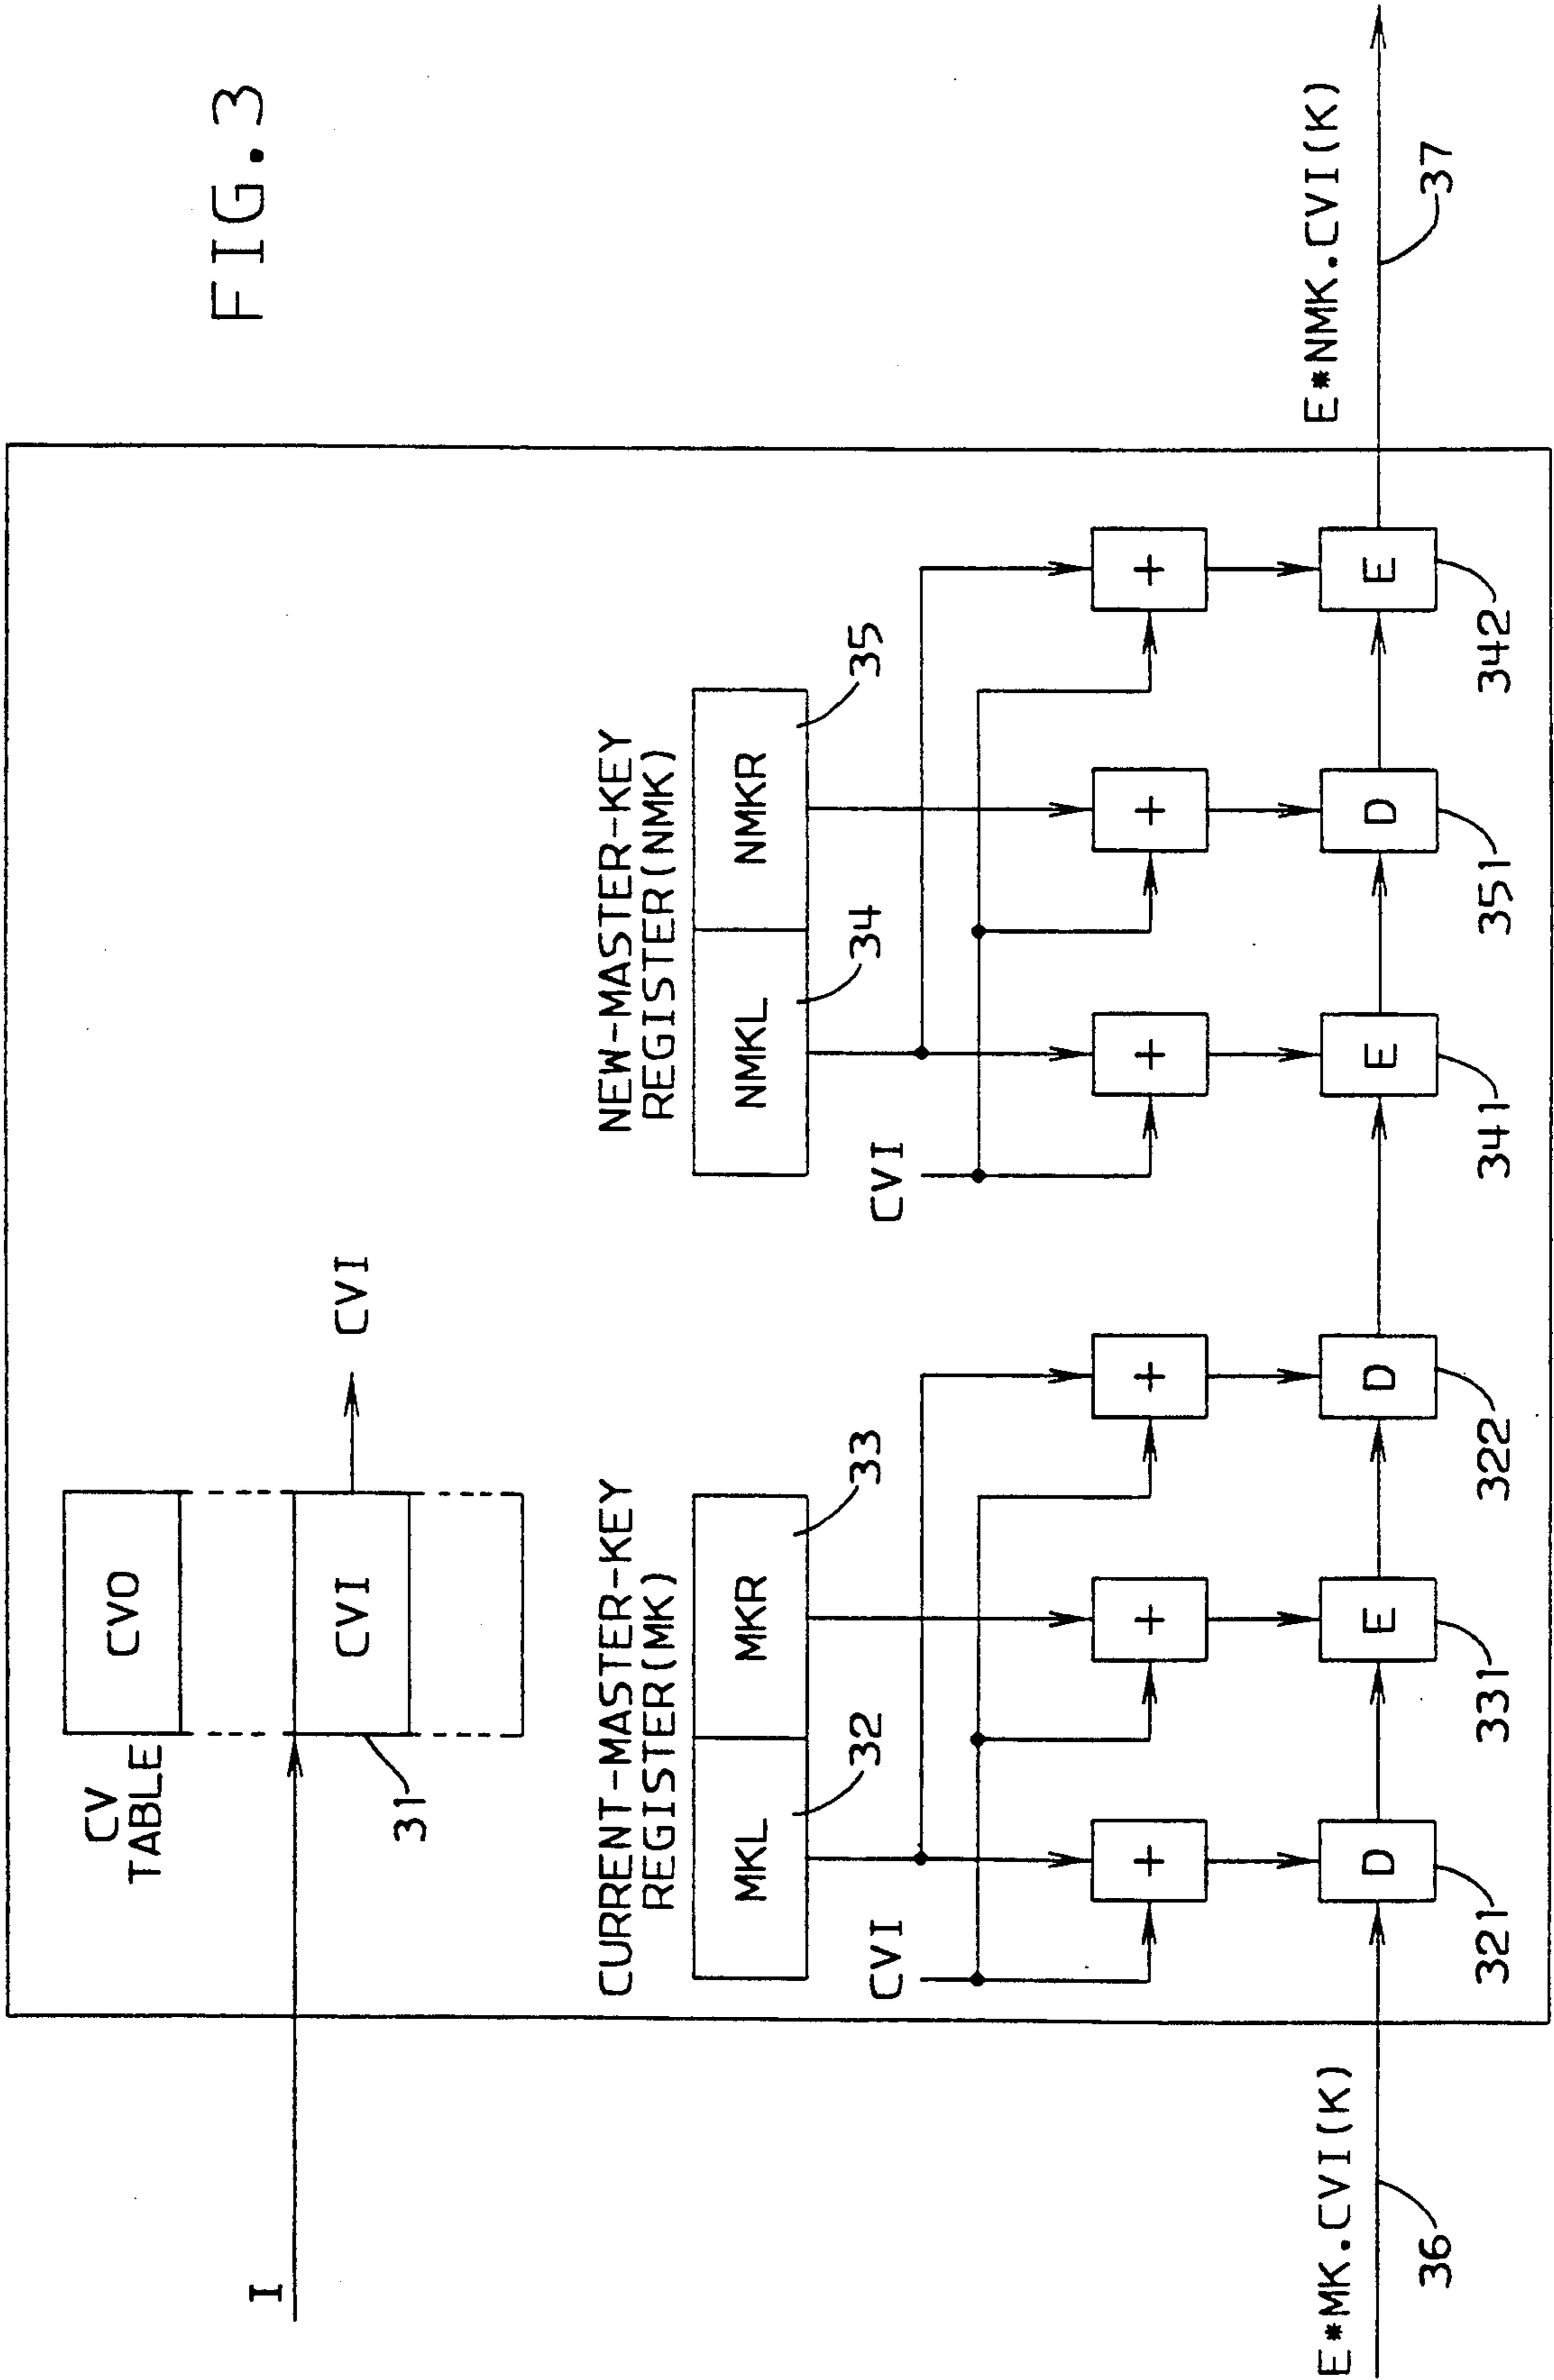 FIG.3
I
CV
TABLE
CVO
CVI
31
CVI
CURRENT-MASTER-KEY
REGISTER(MK)
MKL
MKR
32
33
NEW-MASTER-KEY
REGISTER(NMK)
NMKL
NMKR
34
35
CVI
CVI
+
+
+
+
+
+
E*MK.CVI(K)
D
E
D
E
D
E
E*NMK.CVI(K)
36
321
331
322
341
351
342
37